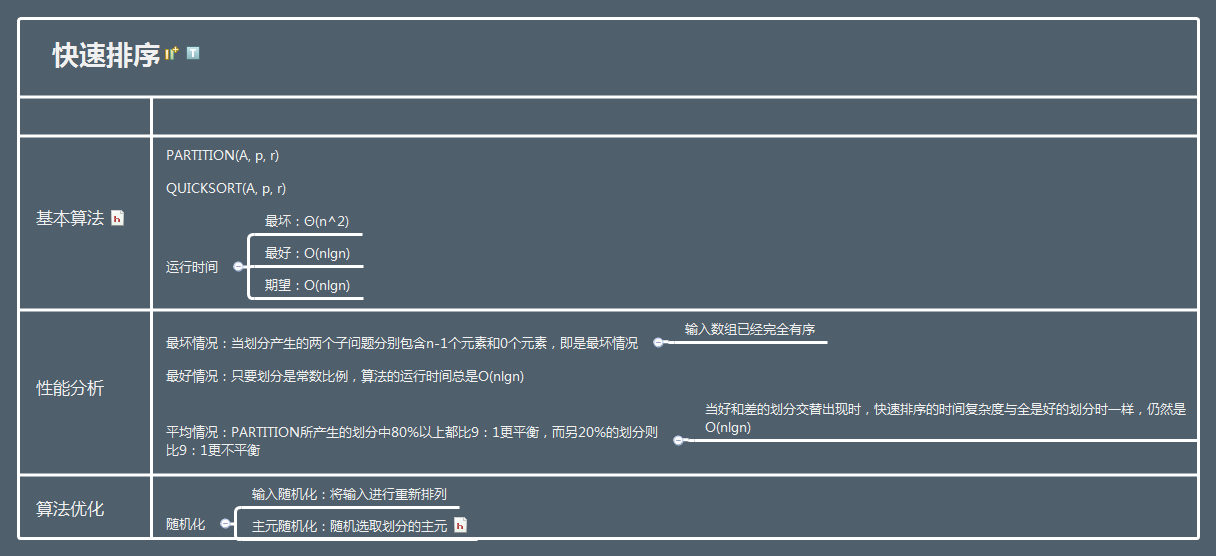 快速排序
基本算法
PARTITION(A, p, r)
QUICKSORT(A, p, r)
运行时间
最坏：Θ(n^2)
最好：O(nlgn)
期望：O(nlgn)
性能分析
最坏情况：当划分产生的两个子问题分别包含n-1个元素和0个元素，即是最坏情况
输入数组已经完全有序
最好情况：只要划分是常数比例，算法的运行时间总是O(nlgn)
平均情况：PARTITION所产生的划分中80%以上都比9：1更平衡，而另20%的划分则
比9：1更不平衡
当好和差的划分交替出现时，快速排序的时间复杂度与全是好的划分时一样，仍然是
O(nlgn)
算法优化
随机化
输入随机化：将输入进行重新排列
主元随机化：随机选取划分的主元